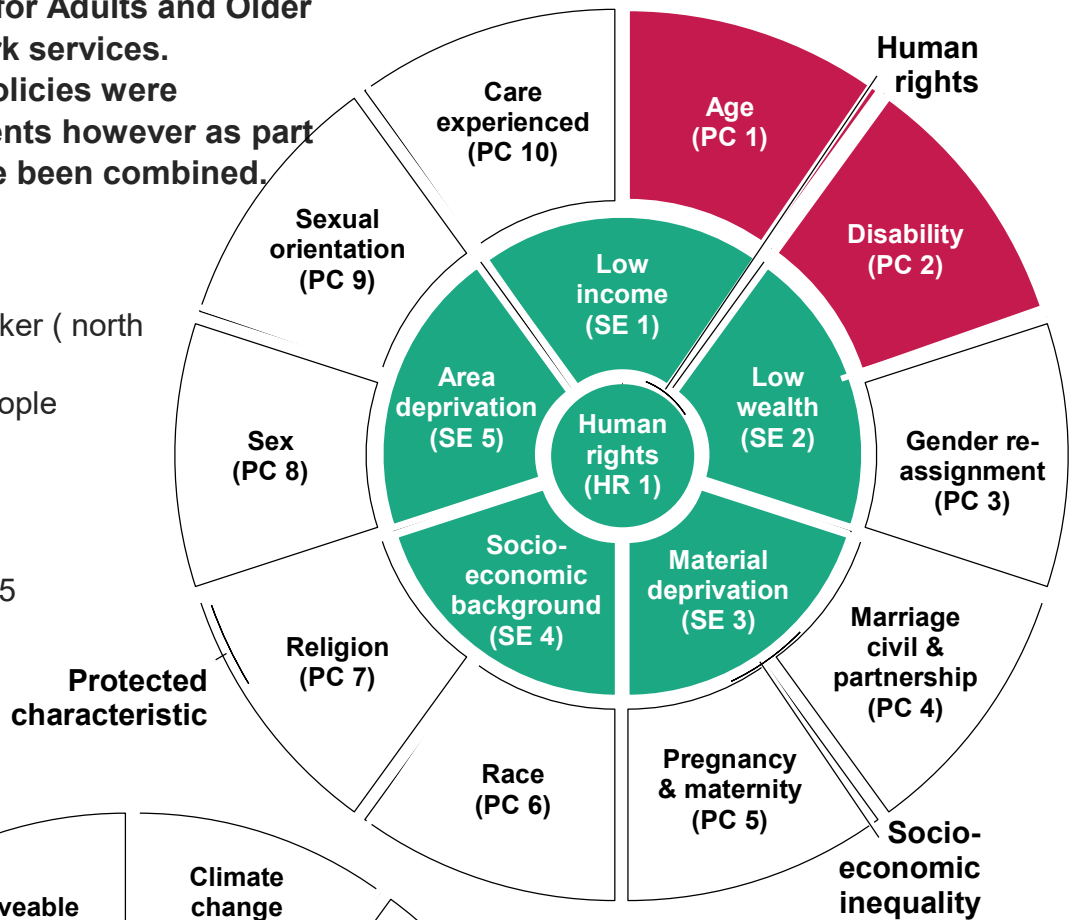 for Adults and Older
rk services.
olicies were
ents however as part
e been combined.
ker ( north
ople
5
Human
rights
Care
experienced
(PC 10)
Age
(PC 1)
Disability
(PC 2)
Sexual
orientation
(PC 9)
Low
income
(SE 1)
Area
deprivation
(SE 5)
Low
wealth
(SE 2)
Human
rights
(HR 1)
Sex
(PC 8)
Gender re-
assignment
(PC 3)
Socio-
economic
background
(SE 4)
Material
deprivation
(SE 3)
Marriage
civil &
partnership
(PC 4)
Religion
(PC 7)
Protected
characteristic
Race
(PC 6)
Pregnancy
& maternity
(PC 5)
Socio-
economic
inequality
Climate
change
veable